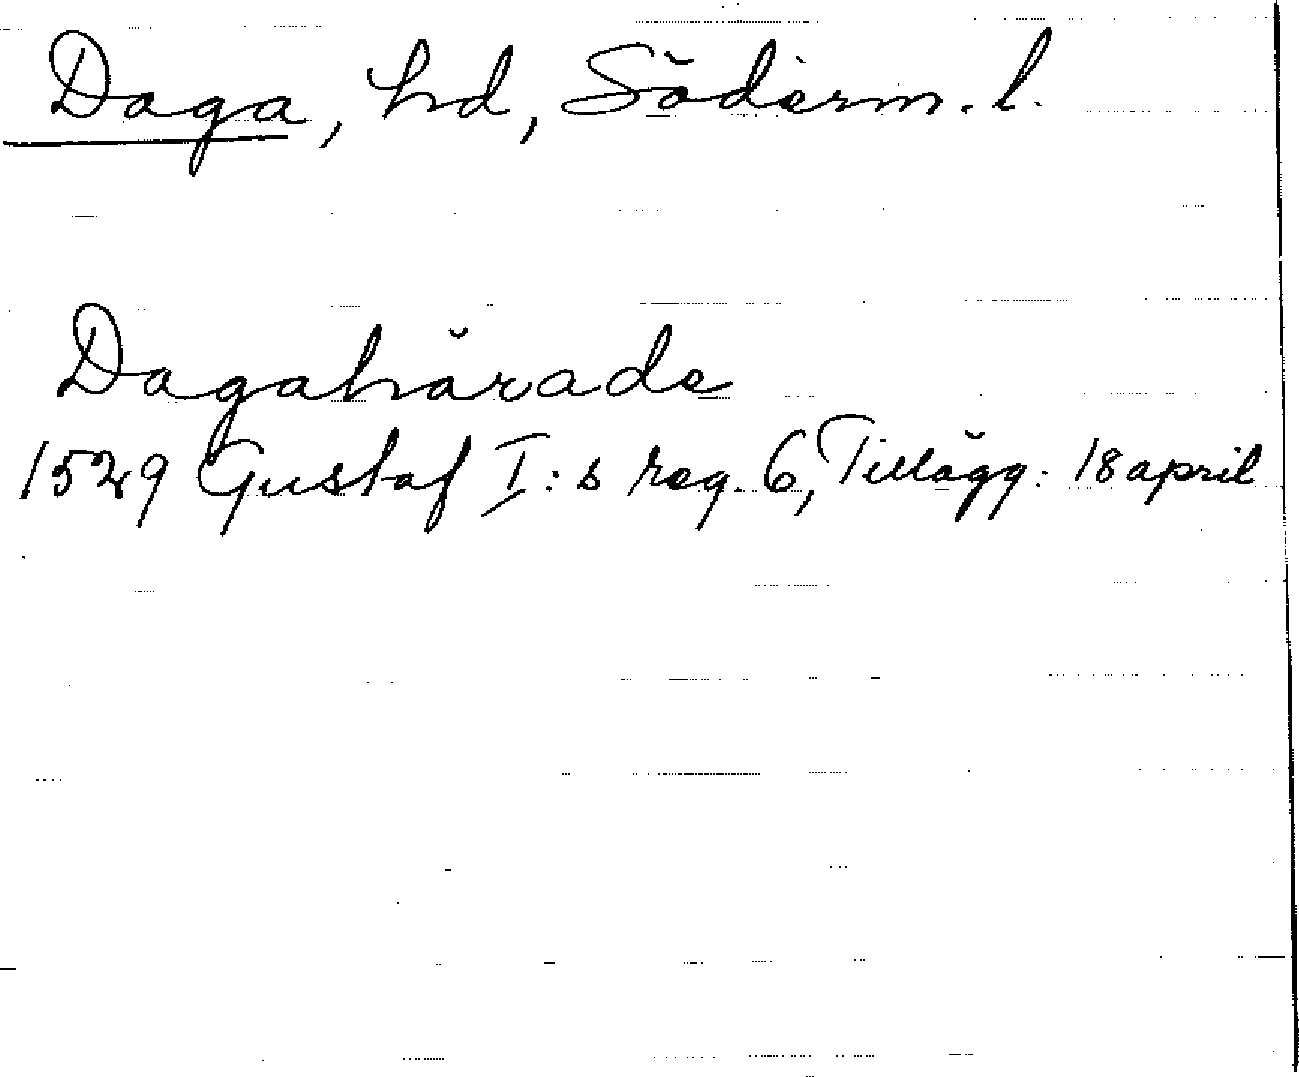 Daga, hd, Söderm. l.
Dagahärade
1529 Gustaf I:s reg. 6, Tillägg: 18 april